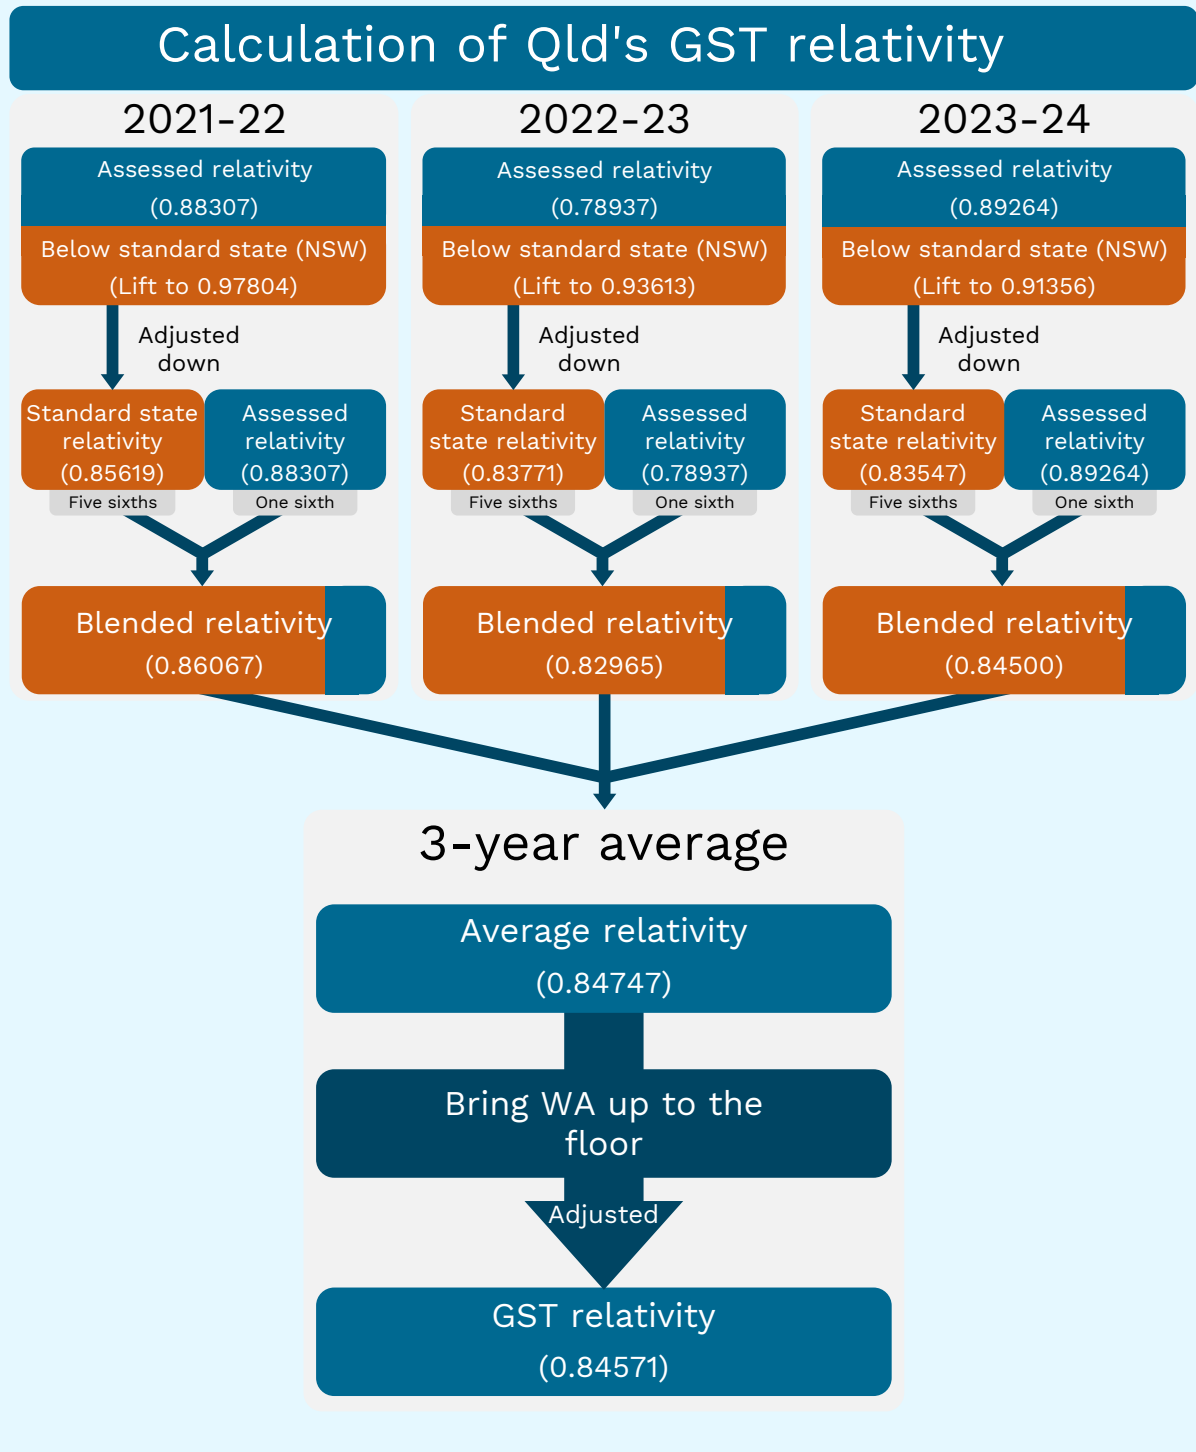 Calculation of Qld's GST relativity
2021-22
Assessed relativity
(0.88307)
Below standard state (NSW)
(Lift to 0.97804)
Adjusted
down
Standard state
relativity
(0.85619)
Five sixths
Assessed
relativity
(0.88307)
One sixth
Blended relativity
(0.86067)
2022-23
Assessed relativity
(0.78937)
Below standard state (NSW)
(Lift to 0.93613)
Adjusted
down
Standard
state relativity
(0.83771)
Five sixths
Assessed
relativity
(0.78937)
One sixth
Blended relativity
(0.82965)
2023-24
Assessed relativity
(0.89264)
Below standard state (NSW)
(Lift to 0.91356)
Adjusted
down
Standard
state relativity
(0.83547)
Five sixths
Assessed
relativity
(0.89264)
One sixth
Blended relativity
(0.84500)
3-year average
Average relativity
(0.84747)
Bring WA up to the
floor
Adjusted
GST relativity
(0.84571)